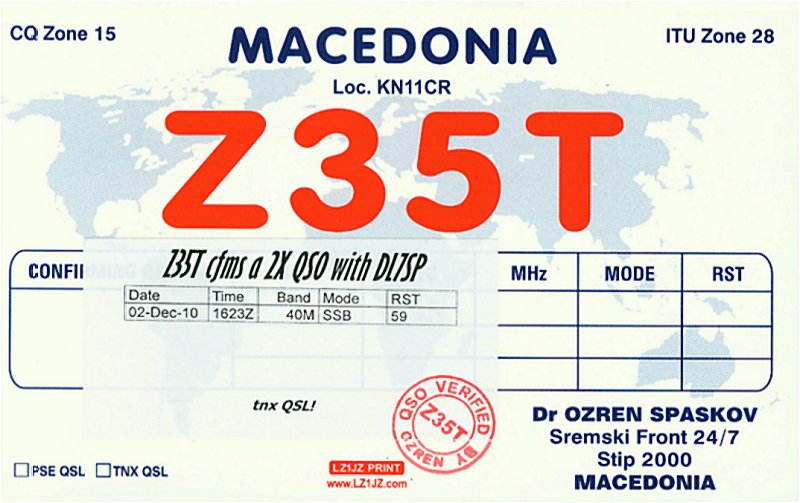 CQ Zone 15
MACEDONIA
ITU Zone 28
Loc. KN11CR
Z35T
CONFI
MHz MODE RST
Z35T cfms a 2X QSO with DL7SP
Date Time Band Mode RST
02-Dec-10 1623Z 40M SSB 59
tnx QSL!
QSO VERIFIED
Z35T
BY OZREN
Dr OZREN SPASKOV
Sremski Front 24/7
Stip 2000
MACEDONIA
PSE QSL TNX QSL
LZ1JZ PRINT
www.LZ1JZ.com